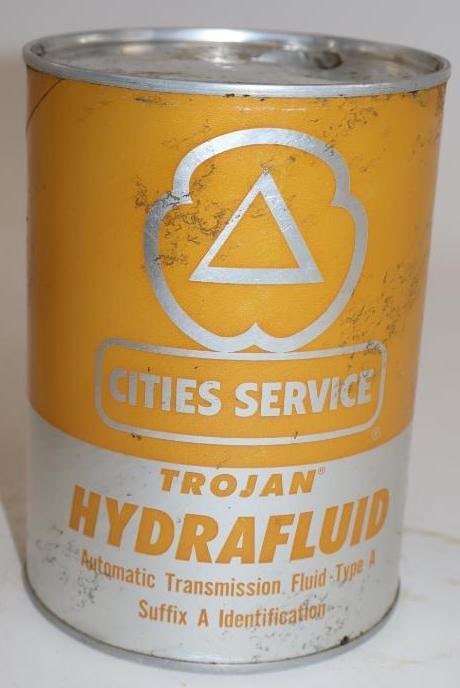 CITIES SERVICE
®
TROJAN®
HYDRAFLUID
Automatic Transmission Fluid-Type A
Suffix A Identification